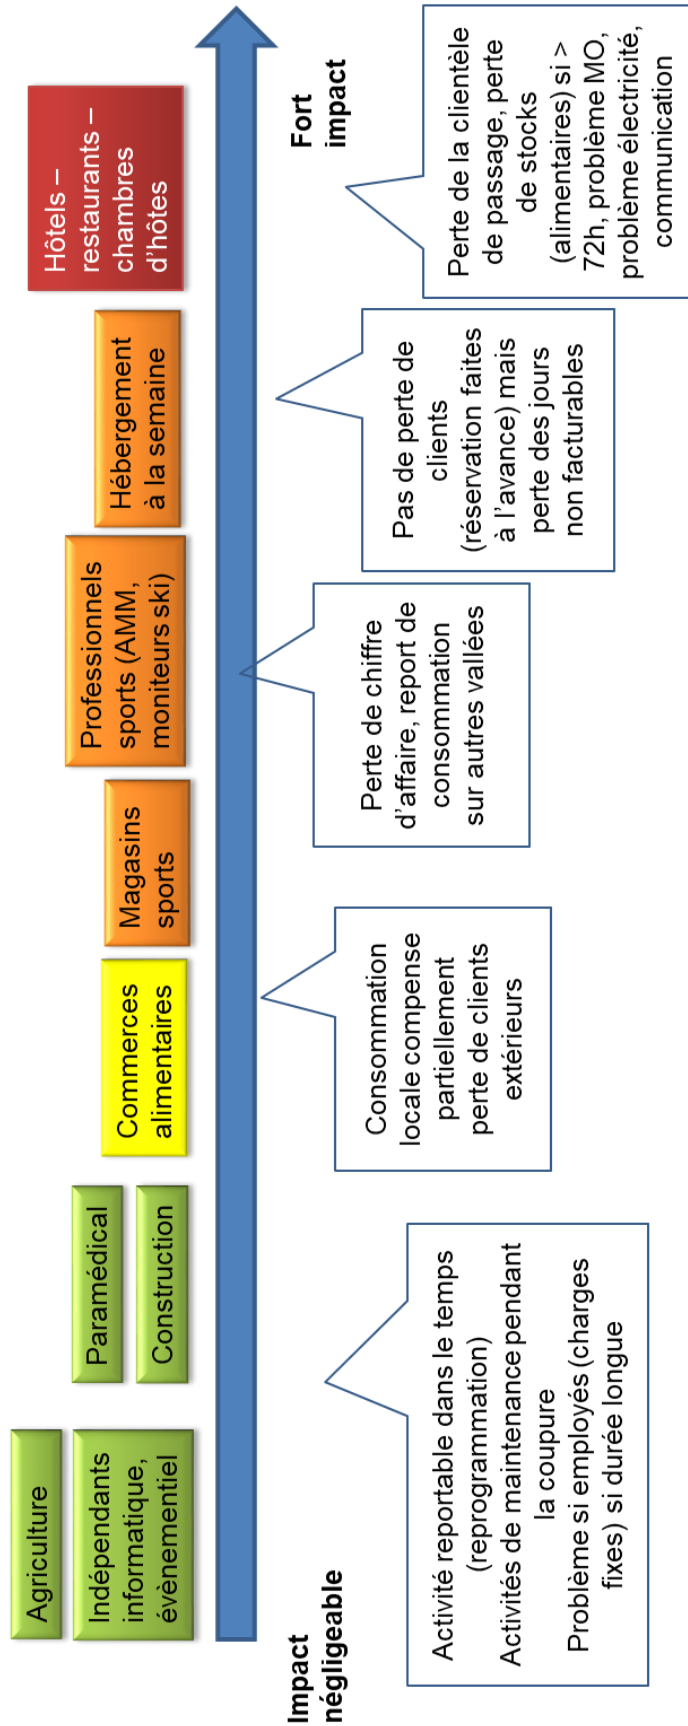 Agriculture
Indépendants
informatique,
évènementiel
Paramédical
Construction
Commerces
alimentaires
Magasins
sports
Professionnels
sports (AMM,
moniteurs ski)
Hébergement
à la semaine
Hôtels –
restaurants –
chambres
d'hôtes
Impact
négligeable
Fort
impact
Activité reportable dans le temps
(reprogrammation)
Activités de maintenance pendant
la coupure
Problème si employés (charges
fixes) si durée longue
Consommation
locale compense
partiellement
perte de clients
extérieurs
Perte de chiffre
d'affaire, report de
consommation
sur autres vallées
Pas de perte de
clients
(réservation faites
à l'avance) mais
perte des jours
non facturables
Perte de la clientèle
de passage, perte
de stocks
(alimentaires) si >
72h, problème MO,
problème électricité,
communication